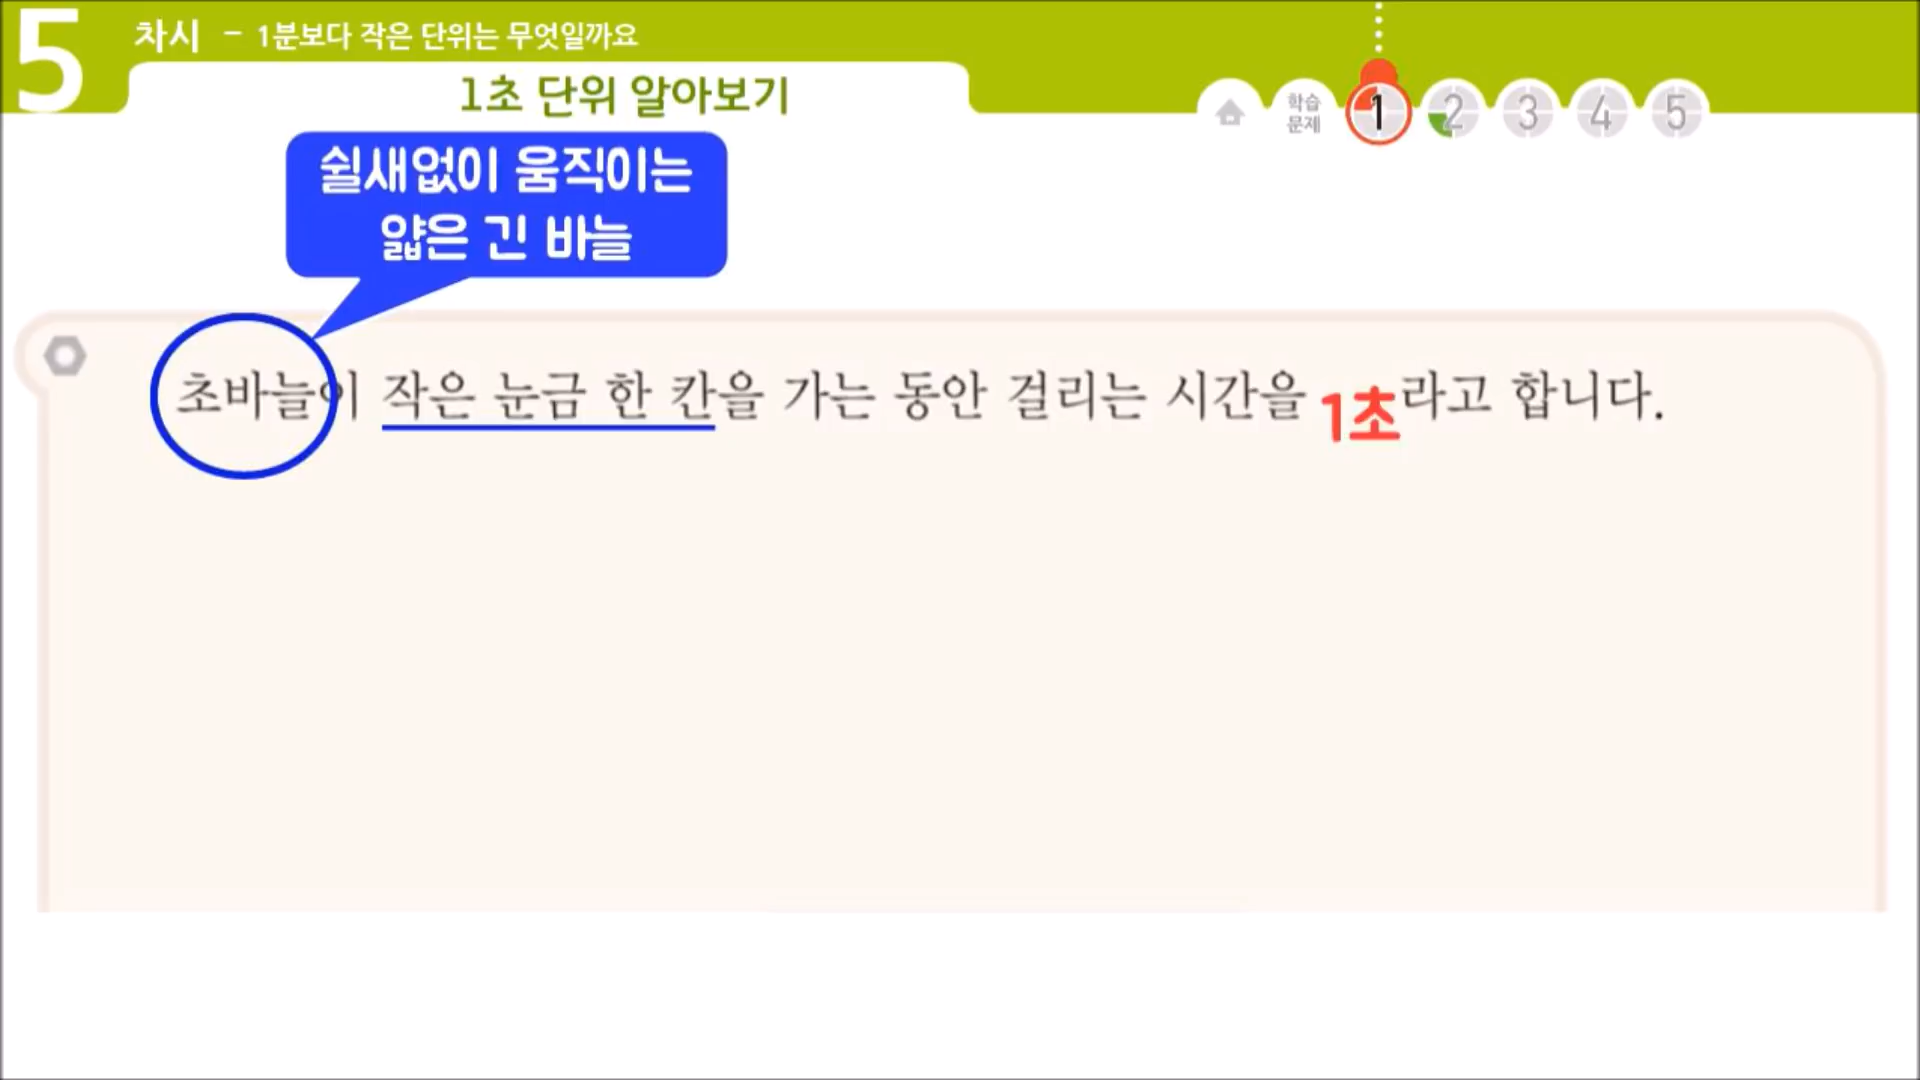 5
차시 - 1분보다 작은 단위는 무엇일까요
1초 단위 알아보기
학습
문제
1 2 3 4 5
쉴새없이 움직이는
얇은 긴 바늘
초바늘이 작은 눈금 한 칸을 가는 동안 걸리는 시간을 1초라고 합니다.